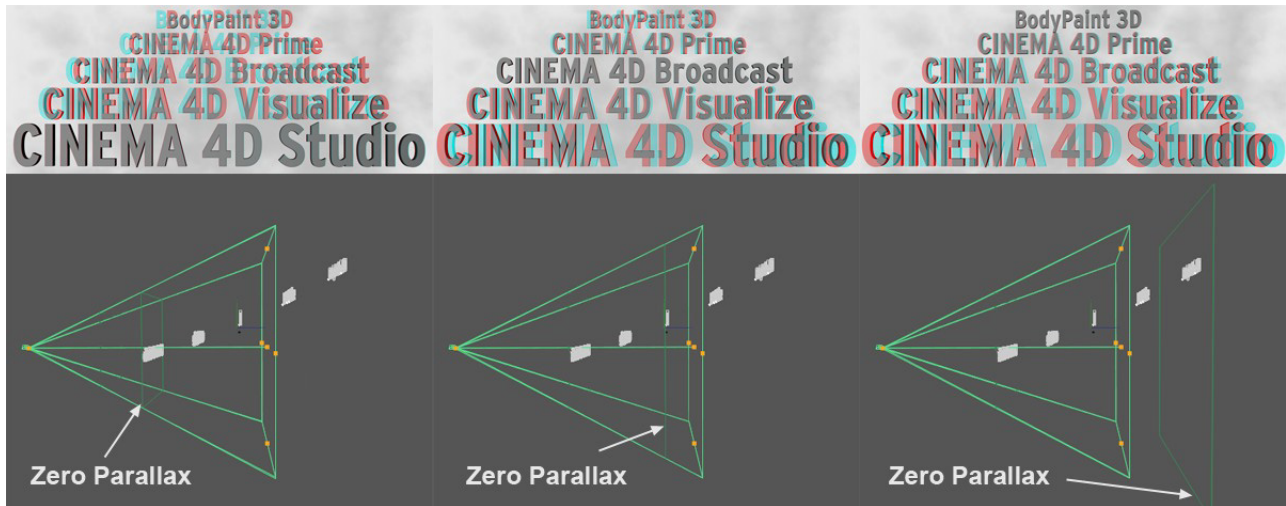 BodyPaint 3D
CINEMA 4D Prime
CINEMA 4D Broadcast
CINEMA 4D Visualize
CINEMA 4D Studio
Zero Parallax
BodyPaint 3D
CINEMA 4D Prime
CINEMA 4D Broadcast
CINEMA 4D Visualize
CINEMA 4D Studio
Zero Parallax
BodyPaint 3D
CINEMA 4D Prime
CINEMA 4D Broadcast
CINEMA 4D Visualize
CINEMA 4D Studio
Zero Parallax